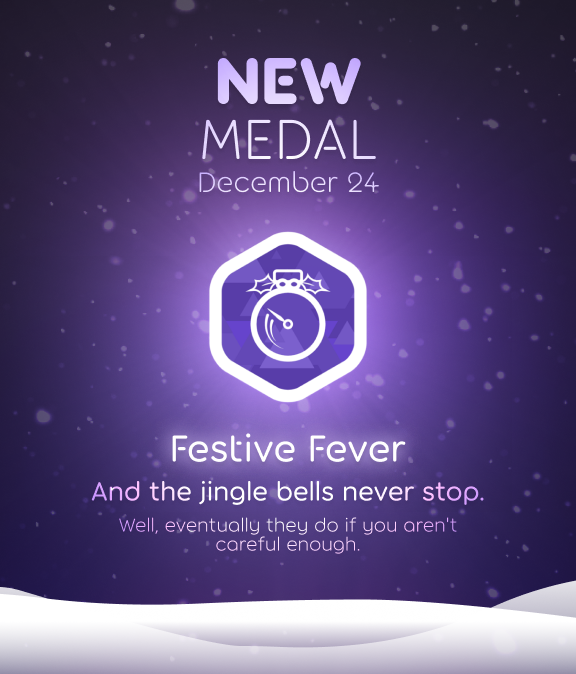 NEW
MEDAL
December 24
Festive Fever
And the jingle bells never stop.
Well, eventually they do if you aren't
careful enough.